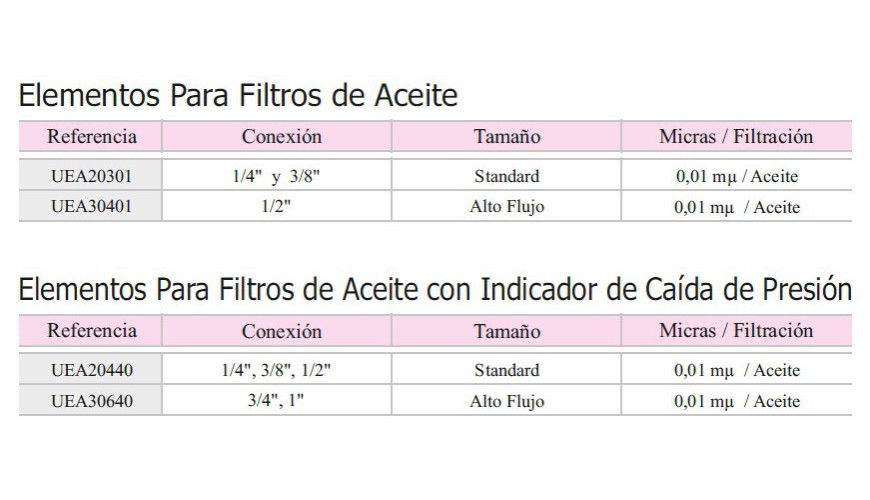 Elementos Para Filtros de Aceite
Referencia Conexión Tamaño Micras / Filtración
UEA20301 1/4" y 3/8" Standard 0,01 mµ / Aceite
UEA30401 1/2" Alto Flujo 0,01 mµ / Aceite
Elementos Para Filtros de Aceite con Indicador de Caída de Presión
Referencia Conexión Tamaño Micras / Filtración
UEA20440 1/4", 3/8", 1/2" Standard 0,01 mµ / Aceite
UEA30640 3/4", 1" Alto Flujo 0,01 mµ / Aceite